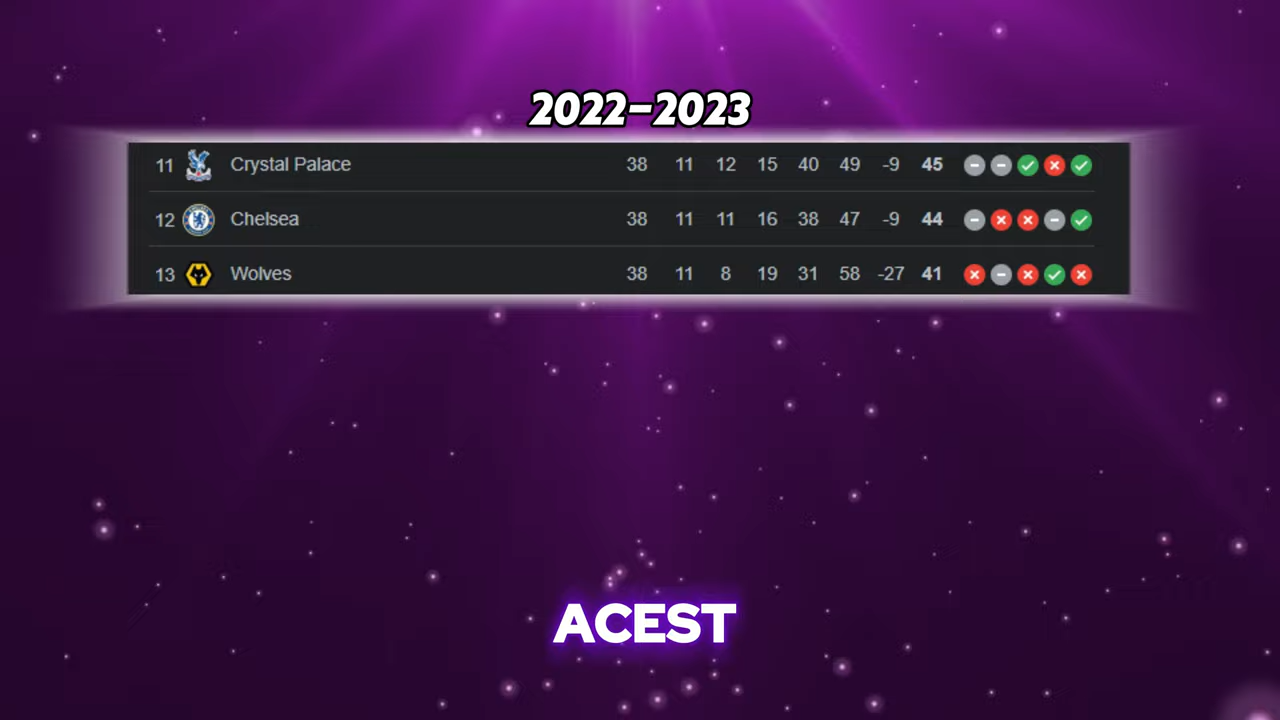 2022-2023
11 Crystal Palace 38 11 12 15 40 49 -9 45
12 Chelsea 38 11 11 16 38 47 -9 44
13 Wolves 38 11 8 19 31 58 -27 41
ACEST